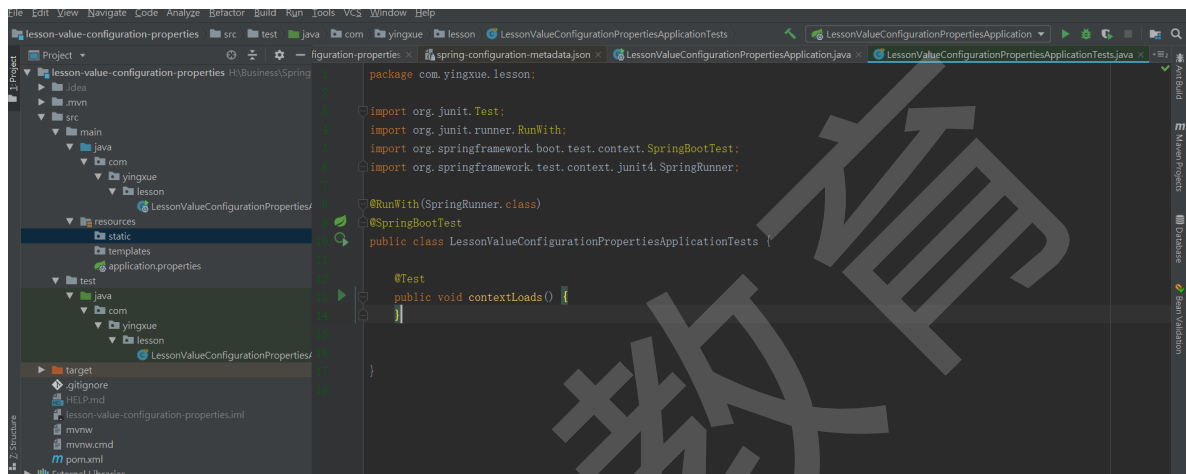 File Edit View Navigate Code Analyze Refactor Build Run Tools VCS Window Help
lesson-value-configuration-properties src test java com yingxue lesson LessonValueConfigurationPropertiesApplicationTests LessonValueConfigurationPropertiesApplication
Project figuration-properties spring-configuration-metadata.json LessonValueConfigurationPropertiesApplication.java LessonValueConfigurationPropertiesApplicationTests.java
1: Project
lesson-value-configuration-properties H:\Business\Spring
.idea
.mvn
src
main
java
com
yingxue
lesson
LessonValueConfigurationPropertiesA
resources
static
templates
application.properties
test
java
com
yingxue
lesson
LessonValueConfigurationPropertiesA
target
.gitignore
HELP.md
lesson-value-configuration-properties.iml
mvnw
mvnw.cmd
pom.xml
External Libraries
Z: Structure
package com.yingxue.lesson;
import org.junit.Test;
import org.junit.runner.RunWith;
import org.springframework.boot.test.context.SpringBootTest;
import org.springframework.test.context.junit4.SpringRunner;
@RunWith(SpringRunner.class)
@SpringBootTest
public class LessonValueConfigurationPropertiesApplicationTests {
@Test
public void contextLoads() {
}
}
Ant Build
Maven Projects
Database
Bean Validation
教育